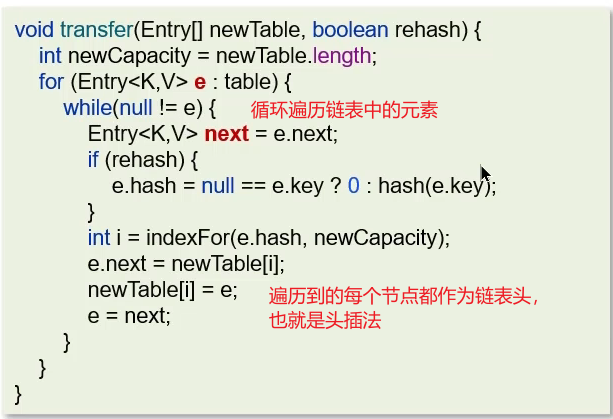 void transfer(Entry[] newTable, boolean rehash) {
int newCapacity = newTable.length;
for (Entry<K,V> e : table) {
while(null != e) { 循环遍历链表中的元素
Entry<K,V> next = e.next;
if (rehash) {
e.hash = null == e.key ? 0 : hash(e.key);
}
int i = indexFor(e.hash, newCapacity);
e.next = newTable[i];
newTable[i] = e; 遍历到的每个节点都作为链表头,
e = next; 也就是头插法
}
}
}